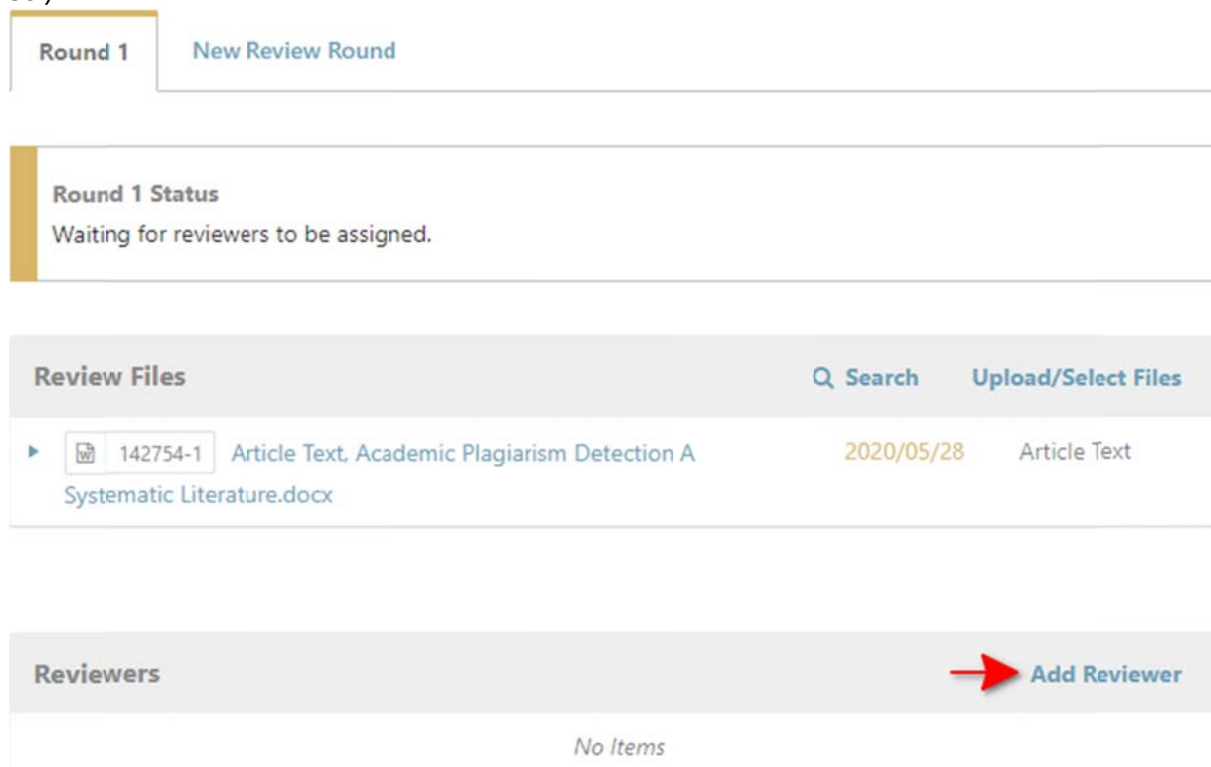 Round 1 New Review Round
Round 1 Status
Waiting for reviewers to be assigned.
Review Files Search Upload/Select Files
142754-1 Article Text, Academic Plagiarism Detection A 2020/05/28 Article Text
Systematic Literature.docx
Reviewers Add Reviewer
No Items